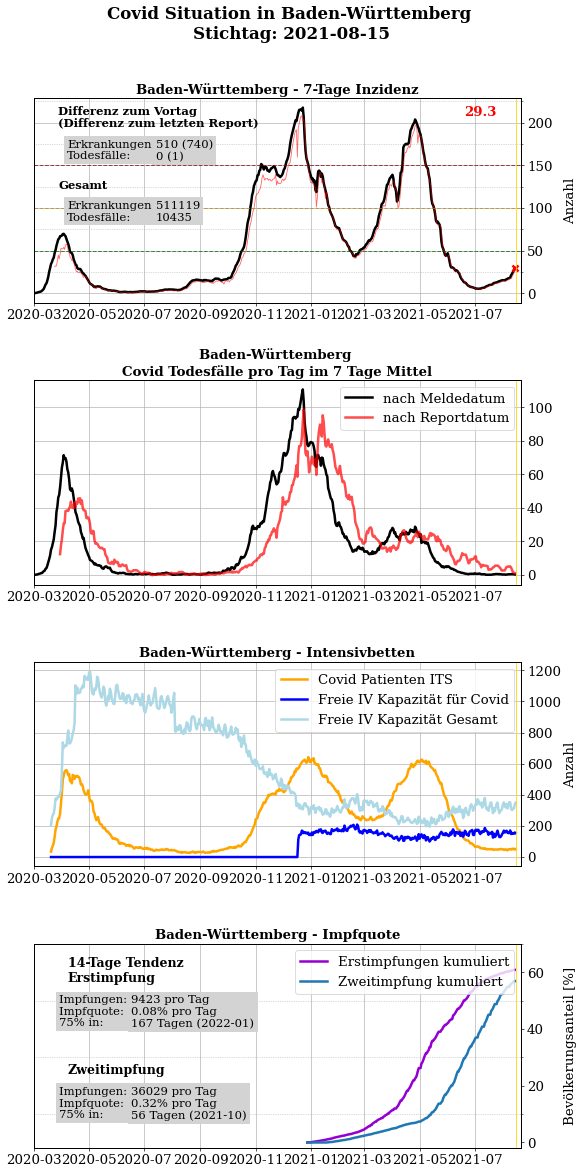 Covid Situation in Baden-Württemberg
Stichtag: 2021-08-15
Baden-Württemberg - 7-Tage Inzidenz
Differenz zum Vortag
(Differenz zum letzten Report)
Erkrankungen 510 (740)
Todesfälle: 0 (1)
Gesamt
Erkrankungen 511119
Todesfälle: 10435
29.3
200
150
100
50
0
Anzahl
2020-03 2020-05 2020-07 2020-09 2020-11 2021-01 2021-03 2021-05 2021-07
Baden-Württemberg
Covid Todesfälle pro Tag im 7 Tage Mittel
nach Meldedatum
nach Reportdatum
100
80
60
40
20
0
2020-03 2020-05 2020-07 2020-09 2020-11 2021-01 2021-03 2021-05 2021-07
Baden-Württemberg - Intensivbetten
Covid Patienten ITS
Freie IV Kapazität für Covid
Freie IV Kapazität Gesamt
1200
1000
800
600
400
200
0
Anzahl
2020-03 2020-05 2020-07 2020-09 2020-11 2021-01 2021-03 2021-05 2021-07
Baden-Württemberg - Impfquote
14-Tage Tendenz
Erstimpfung
Impfungen: 9423 pro Tag
Impfquote: 0.08% pro Tag
75% in: 167 Tagen (2022-01)
Zweitimpfung
Impfungen: 36029 pro Tag
Impfquote: 0.32% pro Tag
75% in: 56 Tagen (2021-10)
Erstimpfungen kumuliert
Zweitimpfung kumuliert
60
40
20
0
Bevölkerungsanteil [%]
2020-03 2020-05 2020-07 2020-09 2020-11 2021-01 2021-03 2021-05 2021-07